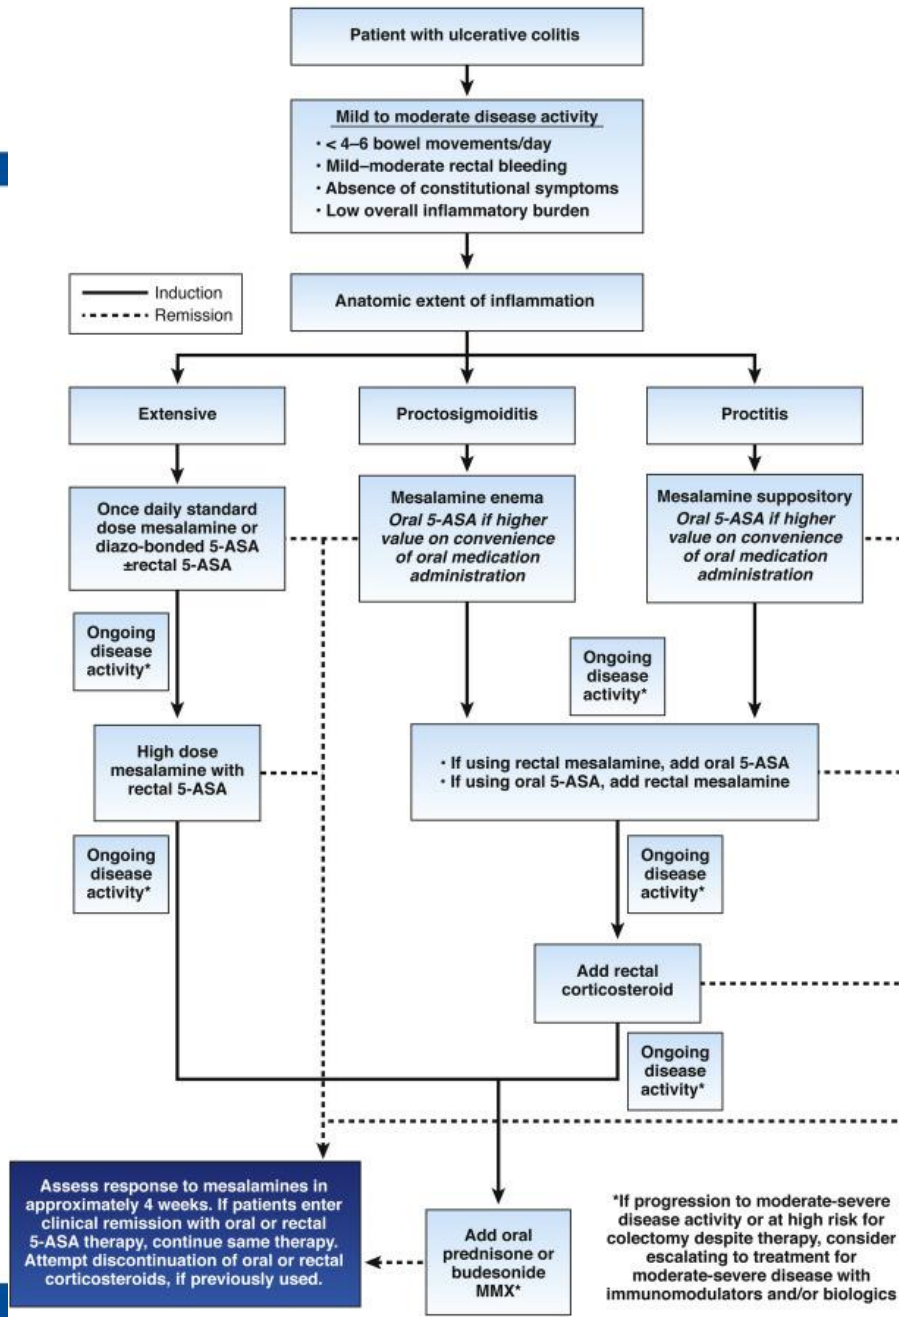 Patient with ulcerative colitis
Mild to moderate disease activity
· < 4–6 bowel movements/day
· Mild–moderate rectal bleeding
· Absence of constitutional symptoms
· Low overall inflammatory burden
Induction
Remission
Anatomic extent of inflammation
Extensive
Proctosigmoiditis
Proctitis
Once daily standard
dose mesalamine or
diazo-bonded 5-ASA
±rectal 5-ASA
Mesalamine enema
Oral 5-ASA if higher
value on convenience
of oral medication
administration
Mesalamine suppository
Oral 5-ASA if higher
value on convenience
of oral medication
administration
Ongoing
disease
activity*
Ongoing
disease
activity*
High dose
mesalamine with
rectal 5-ASA
· If using rectal mesalamine, add oral 5-ASA
· If using oral 5-ASA, add rectal mesalamine
Ongoing
disease
activity*
Ongoing
disease
activity*
Add rectal
corticosteroid
Ongoing
disease
activity*
Assess response to mesalamines in
approximately 4 weeks. If patients enter
clinical remission with oral or rectal
5-ASA therapy, continue same therapy.
Attempt discontinuation of oral or rectal
corticosteroids, if previously used.
Add oral
prednisone or
budesonide
MMX*
*If progression to moderate-severe
disease activity or at high risk for
colectomy despite therapy, consider
escalating to treatment for
moderate-severe disease with
immunomodulators and/or biologics